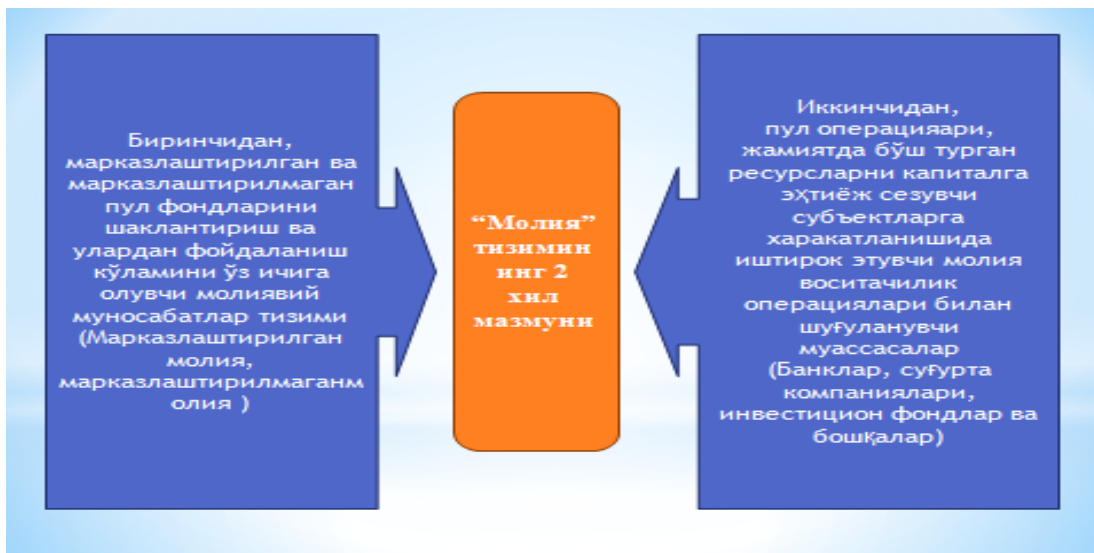 Биринчидан,
марказлаштирилган ва
марказлаштирилмаган
пул фондларини
шаклантириш ва
улардан фойдаланиш
кўламини ўз ичига
олувчи молиявий
муносабатлар тизими
(Марказлаштирилган
молия,
марказлаштирилмаганм
олия )
“Молия”
тизимин
инг 2
хил
мазмуни
Иккинчидан,
пул операцияари,
жамиятда бўш турган
ресурсларни капиталга
эҳтиёж сезувчи
субъектларга
харакатланишида
иштирок этувчи молия
воситачилик
операциялари билан
шуғуланувчи
муассасалар
(Банклар, суғурта
компаниялари,
инвестицион фондлар ва
бошқалар)